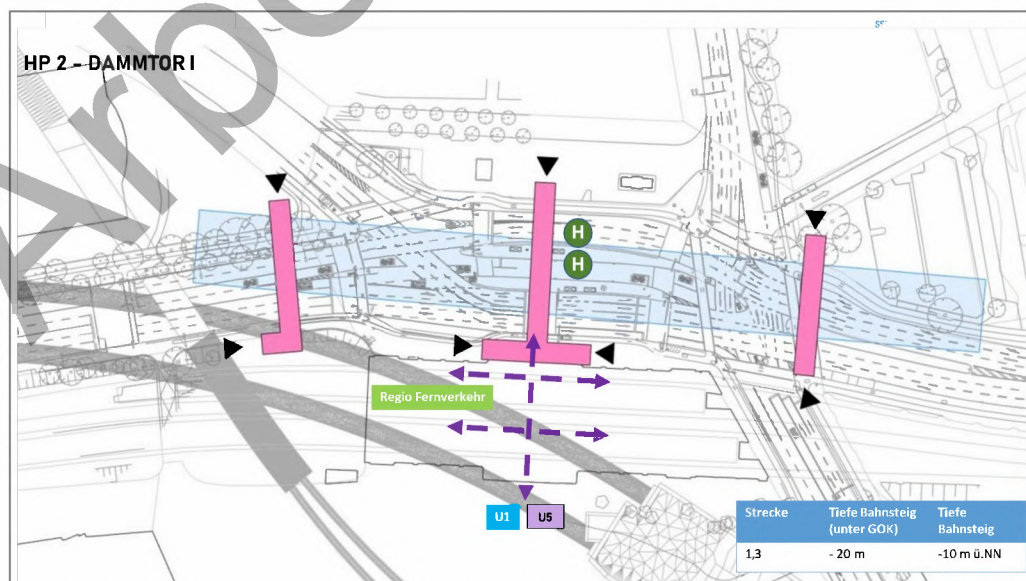 HP 2 – DAMMTOR I
H
H
Regio Fernverkehr
U1 U5
Strecke Tiefe Bahnsteig (unter GOK) Tiefe Bahnsteig
1,3 - 20 m -10 m ü.NN